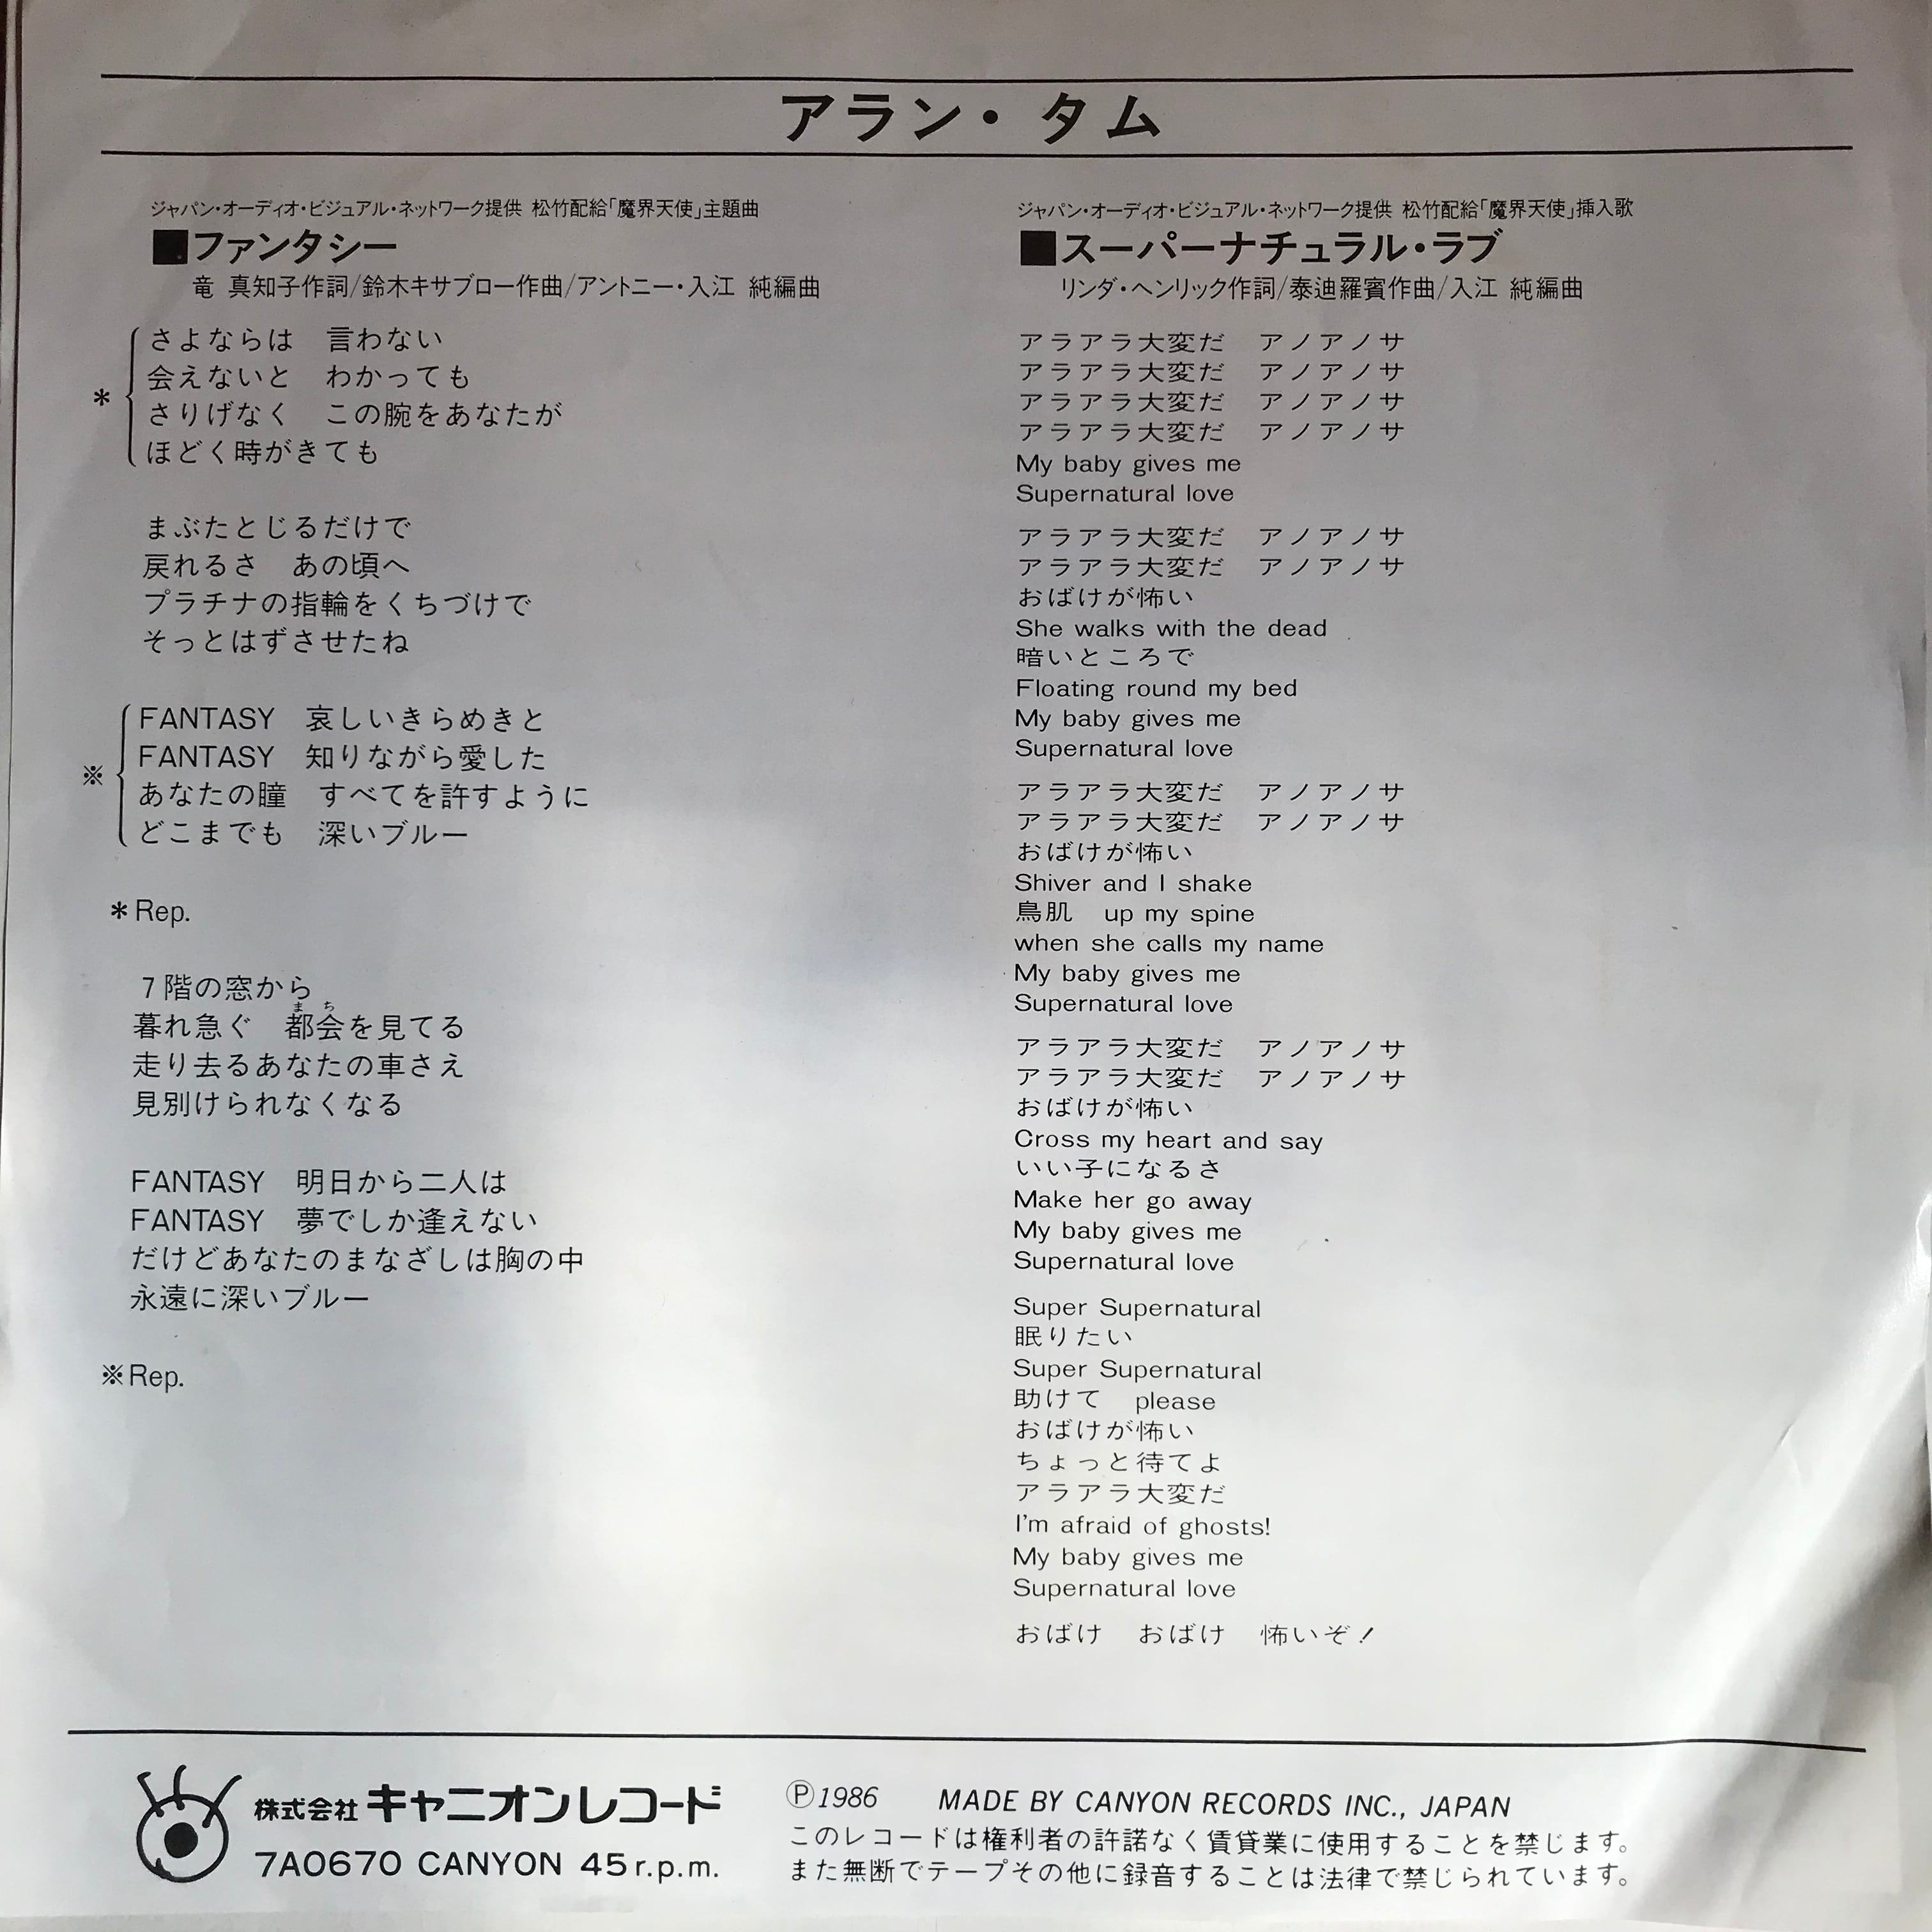 アラン・タム
ジャパン・オーディオ・ビジュアル・ネットワーク提供 松竹配給「魔界天使」主題曲
■ファンタシー
竜 真知子作詞/鈴木キサブロー作曲/アントニー・入江 純編曲
さよならは　言わない
会えないと　わかっても
＊
さりげなく　この腕をあなたが
ほどく時がきても
まぶたとじるだけで
戻れるさ　あの頃へ
プラチナの指輪をくちづけで
そっとはずさせたね
FANTASY　哀しいきらめきと
FANTASY　知りながら愛した
※
あなたの瞳　すべてを許すように
どこまでも　深いブルー
＊Rep.
7階の窓から
まち
暮れ急ぐ　都会を見てる
走り去るあなたの車さえ
見別けられなくなる
FANTASY　明日から二人は
FANTASY　夢でしか逢えない
だけどあなたのまなざしは胸の中
永遠に深いブルー
※Rep.
ジャパン・オーディオ・ビジュアル・ネットワーク提供 松竹配給「魔界天使」挿入歌
■スーパーナチュラル・ラブ
リンダ・ヘンリック作詞/泰迪羅賓作曲/入江 純編曲
アラアラ大変だ　アノアノサ
アラアラ大変だ　アノアノサ
アラアラ大変だ　アノアノサ
アラアラ大変だ　アノアノサ
My baby gives me
Supernatural love
アラアラ大変だ　アノアノサ
アラアラ大変だ　アノアノサ
おばけが怖い
She walks with the dead
暗いところで
Floating round my bed
My baby gives me
Supernatural love
アラアラ大変だ　アノアノサ
アラアラ大変だ　アノアノサ
おばけが怖い
Shiver and I shake
鳥肌　up my spine
when she calls my name
My baby gives me
Supernatural love
アラアラ大変だ　アノアノサ
アラアラ大変だ　アノアノサ
おばけが怖い
Cross my heart and say
いい子になるさ
Make her go away
My baby gives me
Supernatural love
Super Supernatural
眠りたい
Super Supernatural
助けて　please
おばけが怖い
ちょっと待てよ
アラアラ大変だ
I'm afraid of ghosts!
My baby gives me
Supernatural love
おばけ　おばけ　怖いぞ！
株式会社キャニオンレコード
7A0670 CANYON 45r.p.m.
Ⓟ1986　MADE BY CANYON RECORDS INC., JAPAN
このレコードは権利者の許諾なく賃貸業に使用することを禁じます。
また無断でテープその他に録音することは法律で禁じられています。